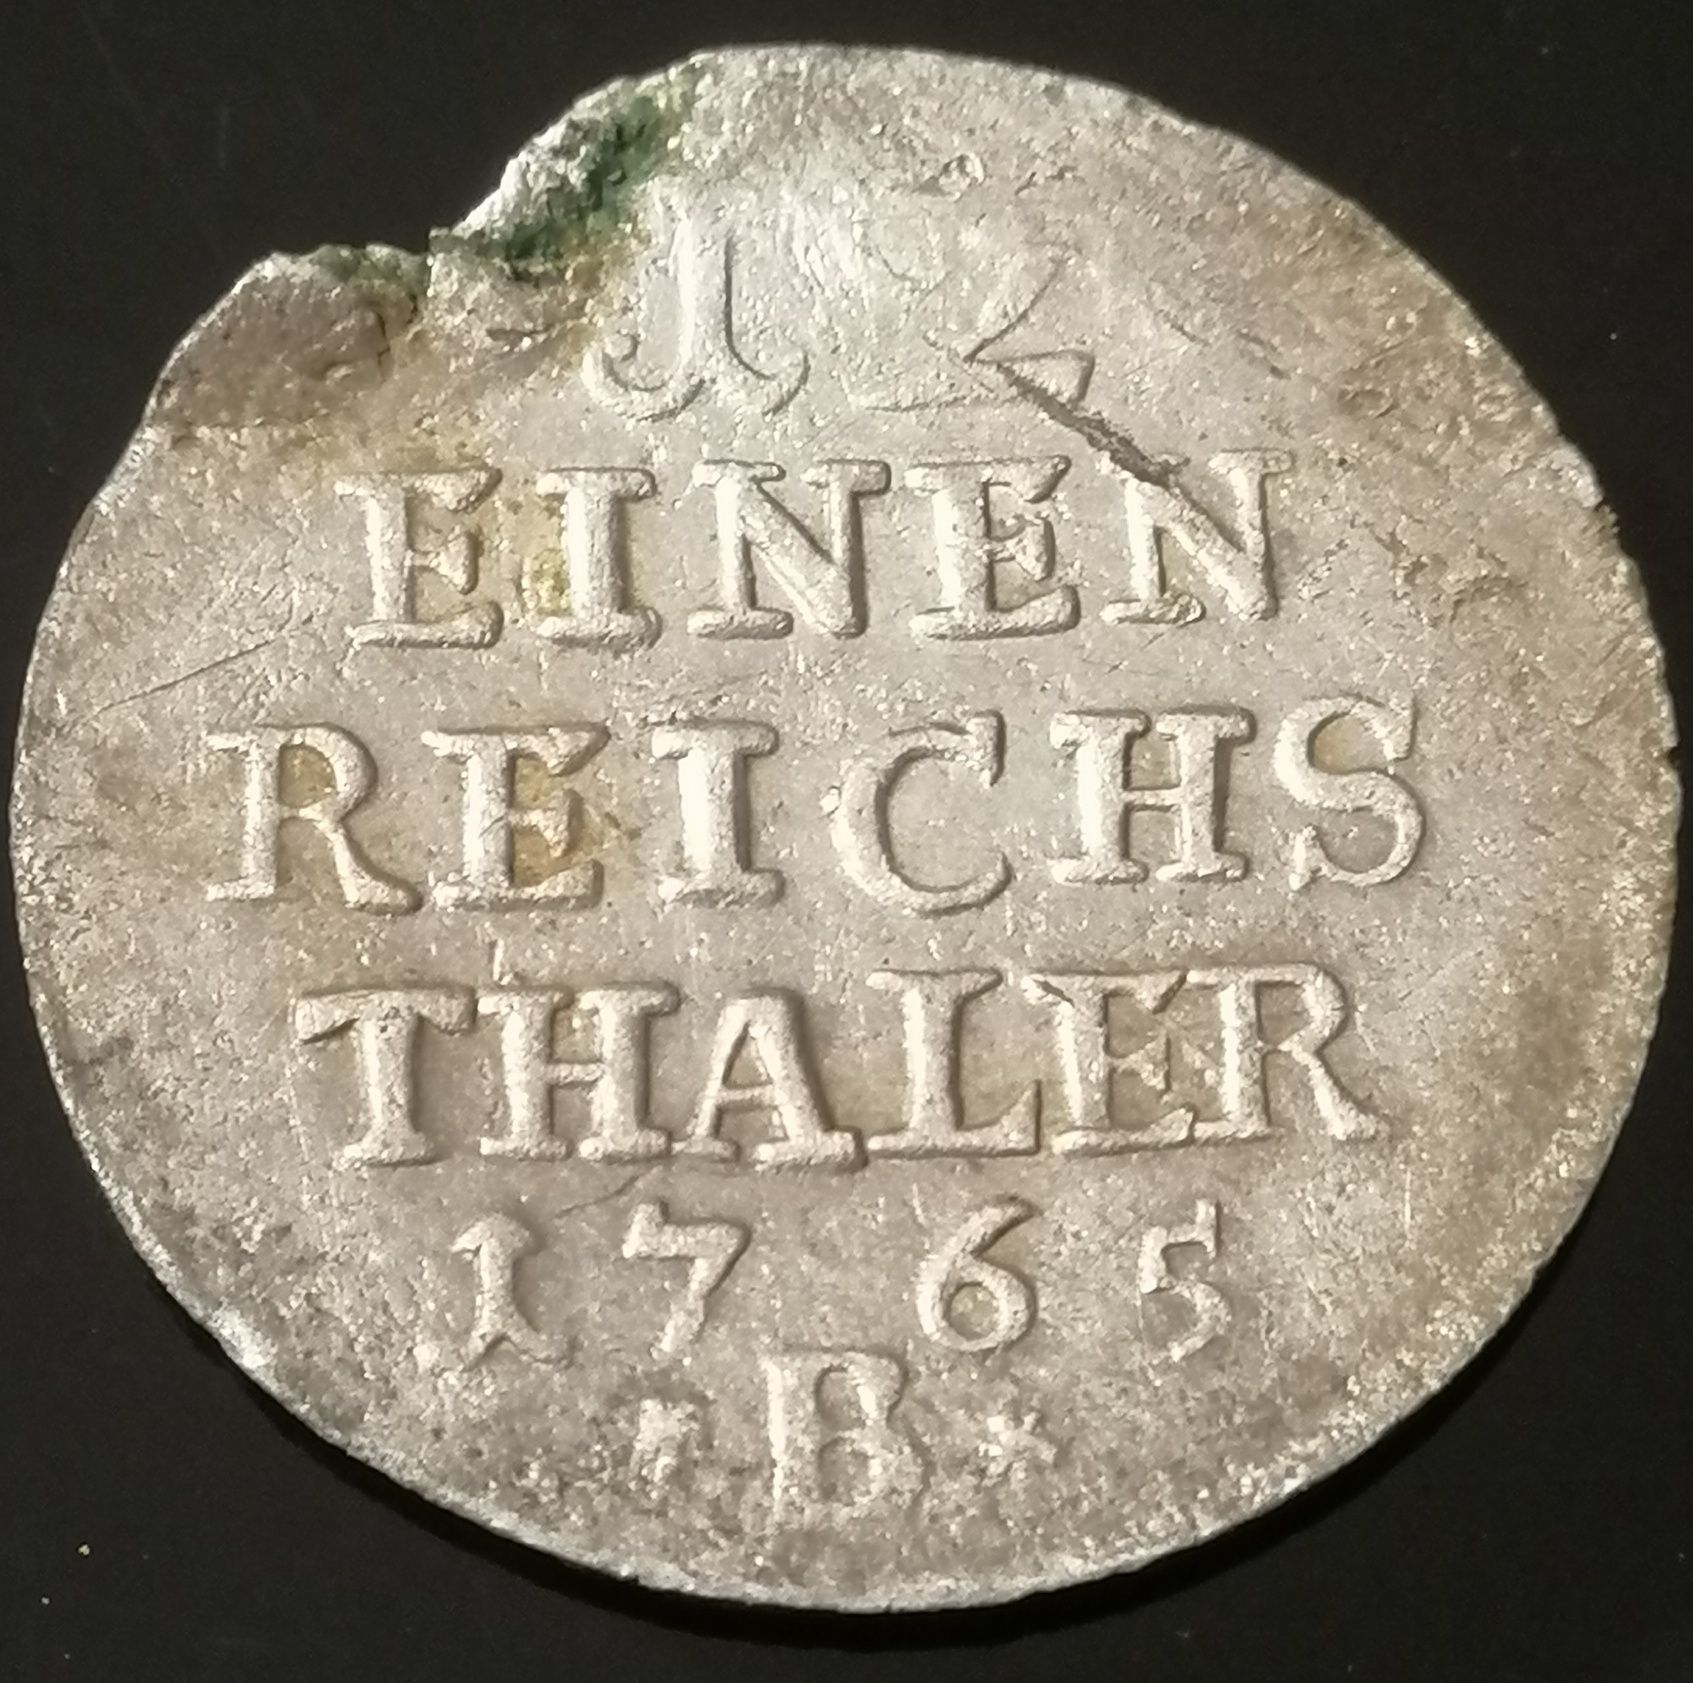 12
EINEN
REICHS
THALER
1765
* B *